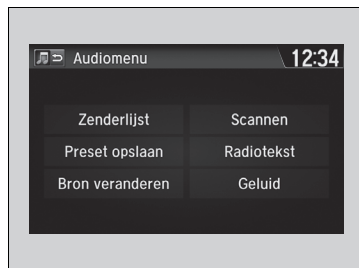 Audiomenu 12:34
Zenderlijst Scannen
Preset opslaan Radiotekst
Bron veranderen Geluid